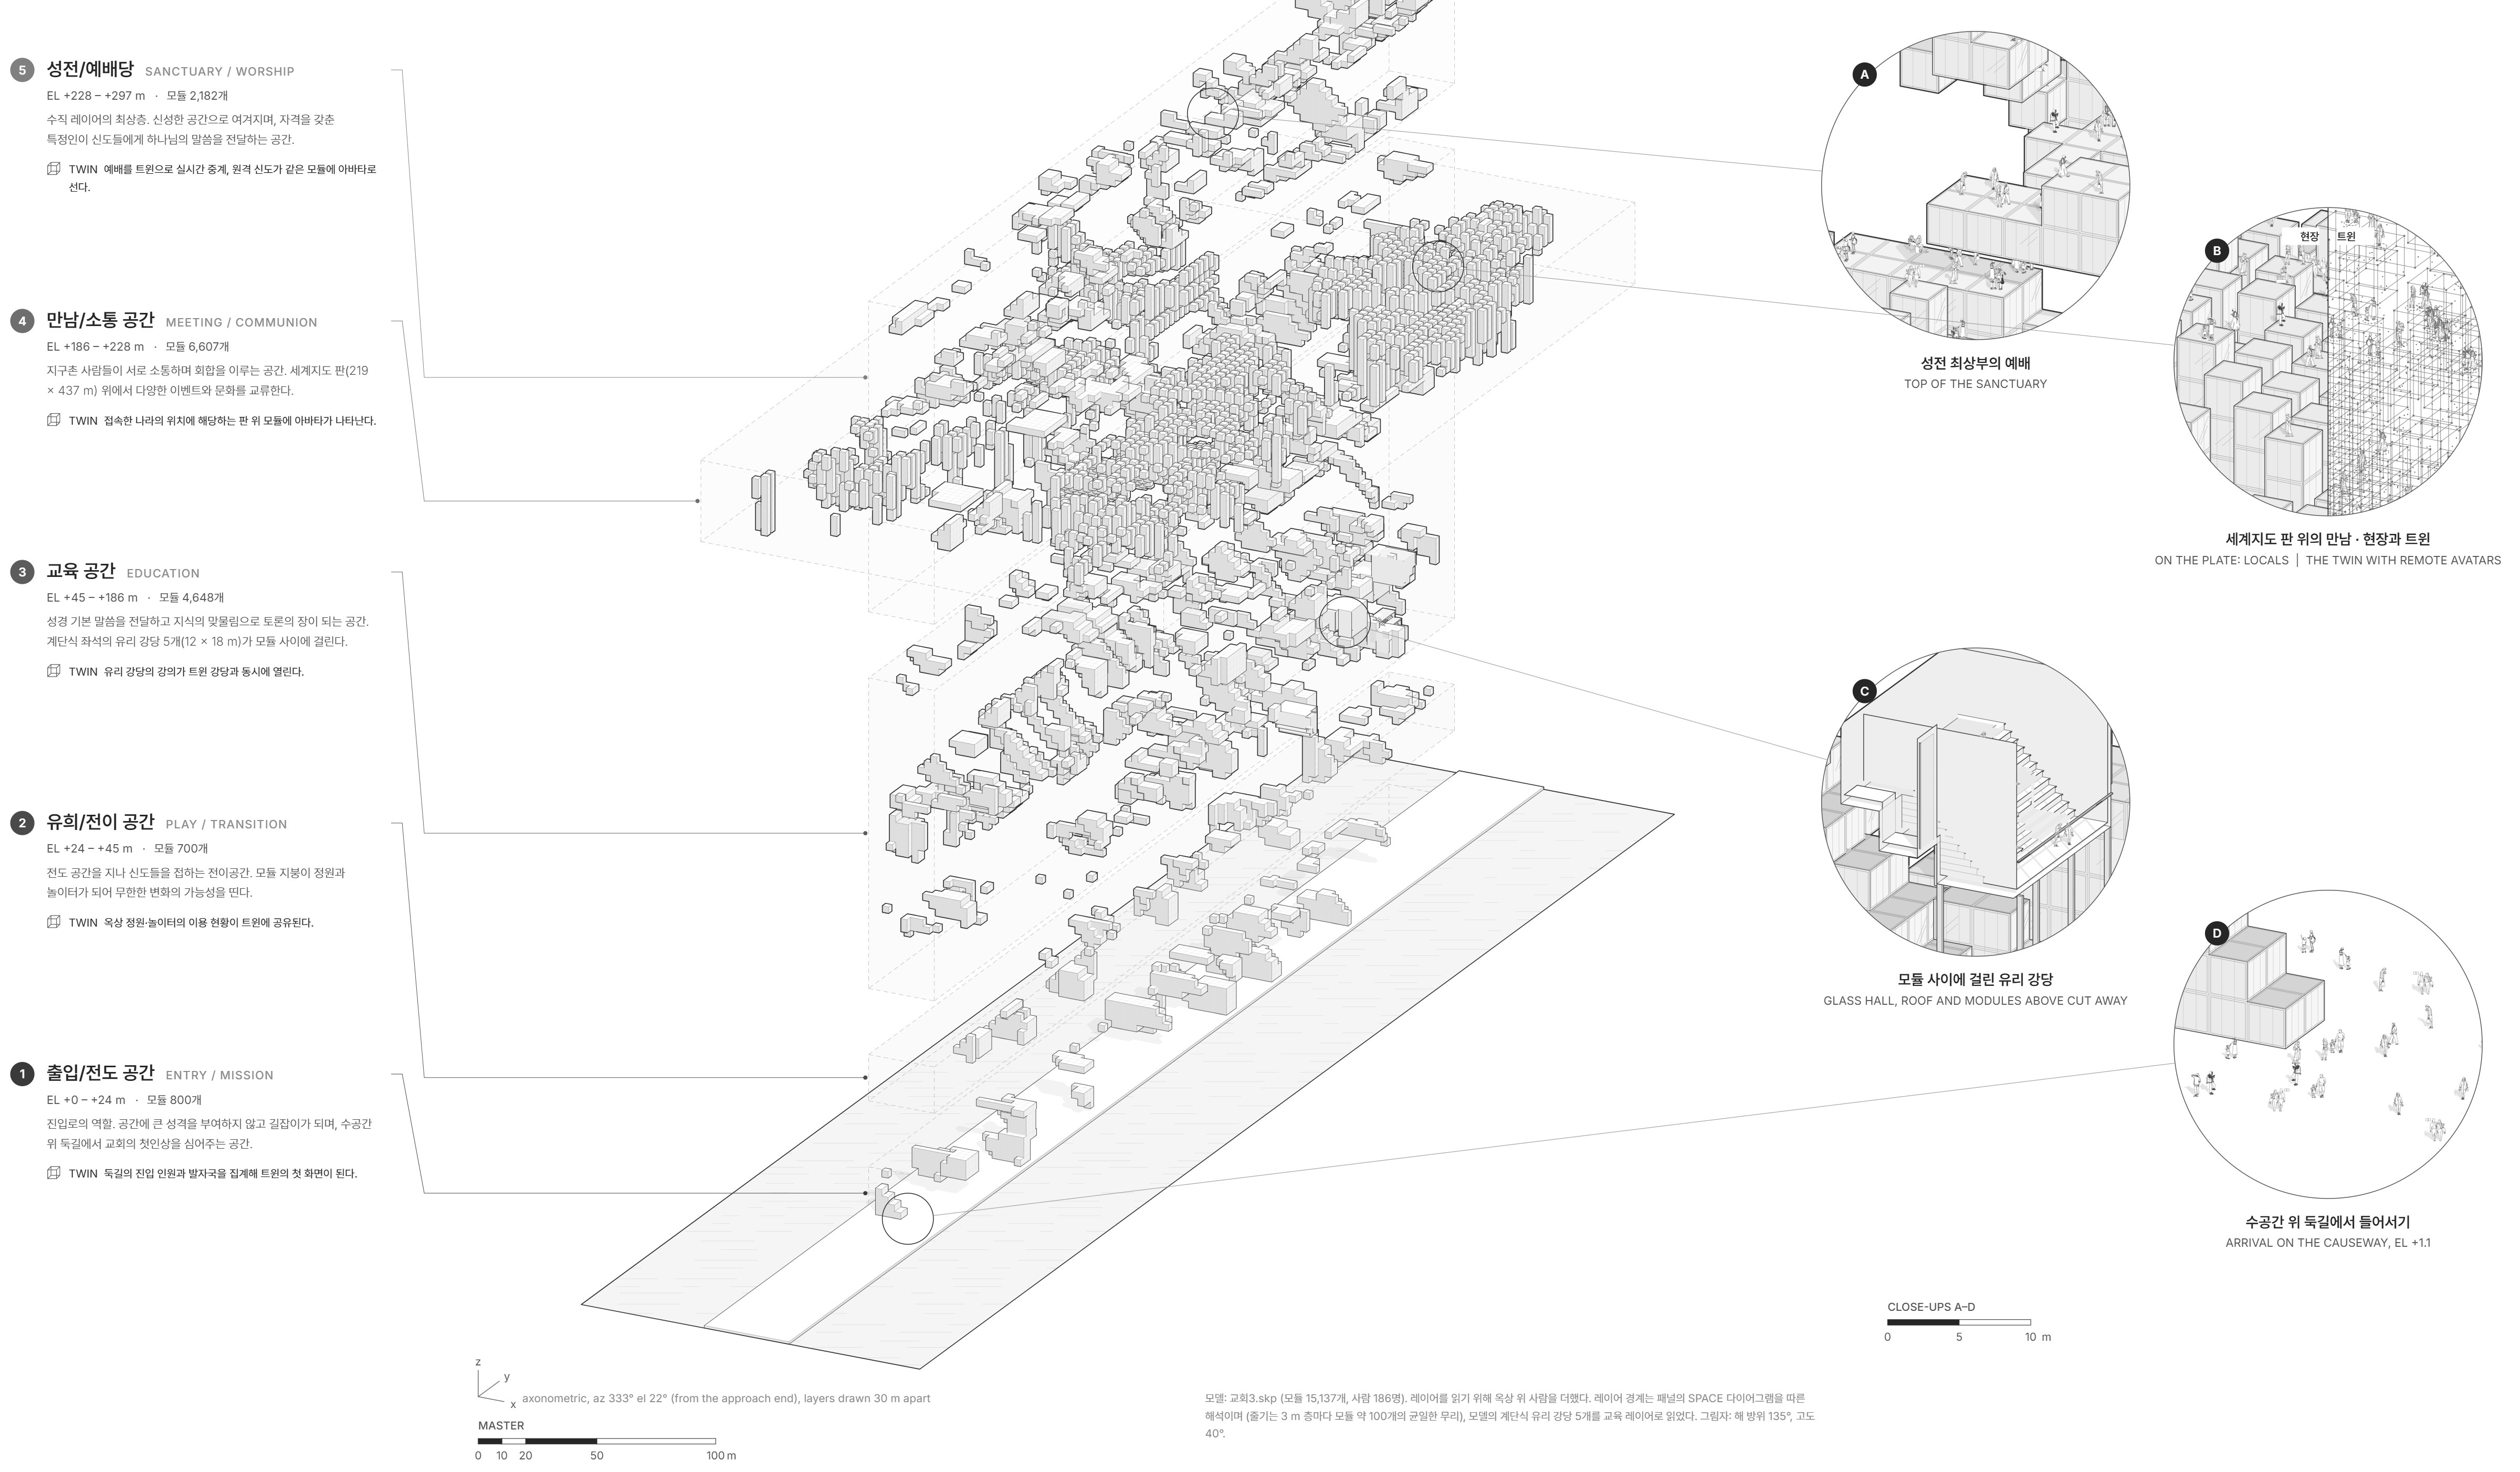 5 성전/예배당 SANCTUARY / WORSHIP
EL +228 – +297 m · 모듈 2,182개
수직 레이어의 최상층. 신성한 공간으로 여겨지며, 자격을 갖춘
특정인이 신도들에게 하나님의 말씀을 전달하는 공간.
TWIN 예배를 트윈으로 실시간 중계, 원격 신도가 같은 모듈에 아바타로
선다.
4 만남/소통 공간 MEETING / COMMUNION
EL +186 – +228 m · 모듈 6,607개
지구촌 사람들이 서로 소통하며 회합을 이루는 공간. 세계지도 판(219
× 437 m) 위에서 다양한 이벤트와 문화를 교류한다.
TWIN 접속한 나라의 위치에 해당하는 판 위 모듈에 아바타가 나타난다.
3 교육 공간 EDUCATION
EL +45 – +186 m · 모듈 4,648개
성경 기본 말씀을 전달하고 지식의 맞물림으로 토론의 장이 되는 공간.
계단식 좌석의 유리 강당 5개(12 × 18 m)가 모듈 사이에 걸린다.
TWIN 유리 강당의 강의가 트윈 강당과 동시에 열린다.
2 유희/전이 공간 PLAY / TRANSITION
EL +24 – +45 m · 모듈 700개
전도 공간을 지나 신도들을 접하는 전이공간. 모듈 지붕이 정원과
놀이터가 되어 무한한 변화의 가능성을 띤다.
TWIN 옥상 정원·놀이터의 이용 현황이 트윈에 공유된다.
1 출입/전도 공간 ENTRY / MISSION
EL +0 – +24 m · 모듈 800개
진입로의 역할. 공간에 큰 성격을 부여하지 않고 길잡이가 되며, 수공간
위 둑길에서 교회의 첫인상을 심어주는 공간.
TWIN 둑길의 진입 인원과 발자국을 집계해 트윈의 첫 화면이 된다.
A
성전 최상부의 예배
TOP OF THE SANCTUARY
B
현장 트윈
세계지도 판 위의 만남 · 현장과 트윈
ON THE PLATE: LOCALS | THE TWIN WITH REMOTE AVATARS
C
모듈 사이에 걸린 유리 강당
GLASS HALL, ROOF AND MODULES ABOVE CUT AWAY
D
수공간 위 둑길에서 들어서기
ARRIVAL ON THE CAUSEWAY, EL +1.1
CLOSE-UPS A–D
0 5 10 m
z
y
x axonometric, az 333° el 22° (from the approach end), layers drawn 30 m apart
MASTER
0 10 20 50 100 m
모델: 교회3.skp (모듈 15,137개, 사람 186명). 레이어를 읽기 위해 옥상 위 사람을 더했다. 레이어 경계는 패널의 SPACE 다이어그램을 따른
해석이며 (줄기는 3 m 층마다 모듈 약 100개의 균일한 무리), 모델의 계단식 유리 강당 5개를 교육 레이어로 읽었다. 그림자: 해 방위 135°, 고도
40°.